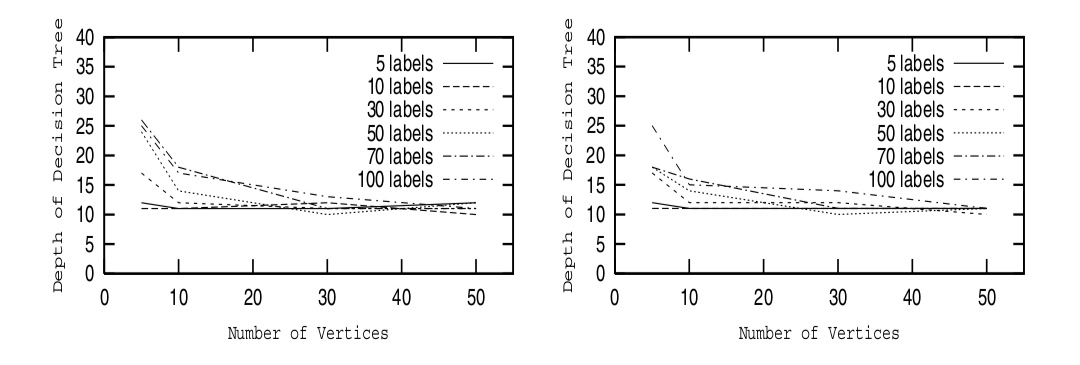 Depth of Decision Tree
40
35
30
25
20
15
10
5
0
0 10 20 30 40 50
Number of Vertices
5 labels
10 labels
30 labels
50 labels
70 labels
100 labels
Depth of Decision Tree
40
35
30
25
20
15
10
5
0
0 10 20 30 40 50
Number of Vertices
5 labels
10 labels
30 labels
50 labels
70 labels
100 labels